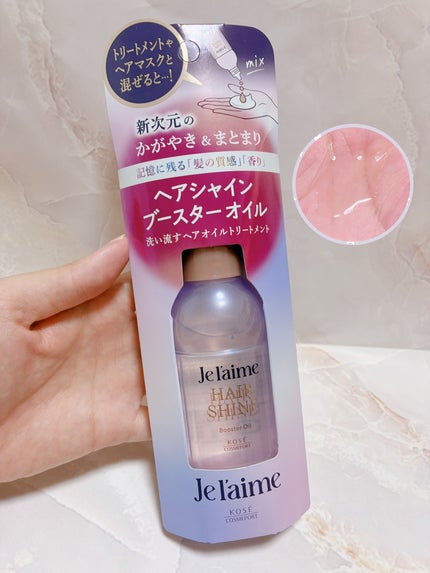 トリートメントや
ヘアマスクと
混ぜると…!
mix
新次元の
かがやき&まとまり
記憶に残る「髪の質感」「香り」
ヘアシャイン
ブースターオイル
洗い流すヘアオイルトリートメント
Je l'aime
HAIR
SHINE
Booster Oil
KOSÉ
COSMEPORT
Je l'aime
KOSÉ
COSMEPORT